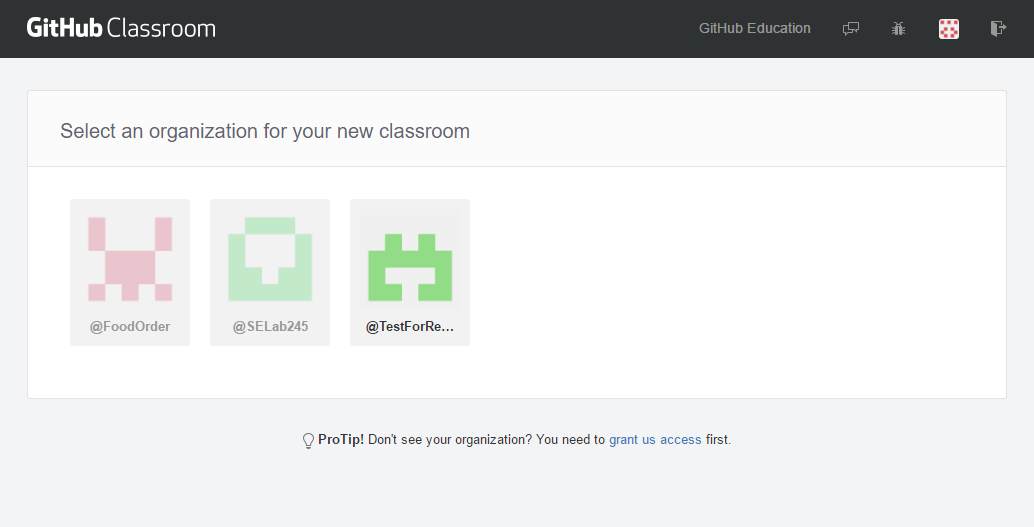 GitHub Classroom
GitHub Education
Select an organization for your new classroom
@FoodOrder
@SELab245
@TestForRe...
ProTip! Don't see your organization? You need to grant us access first.